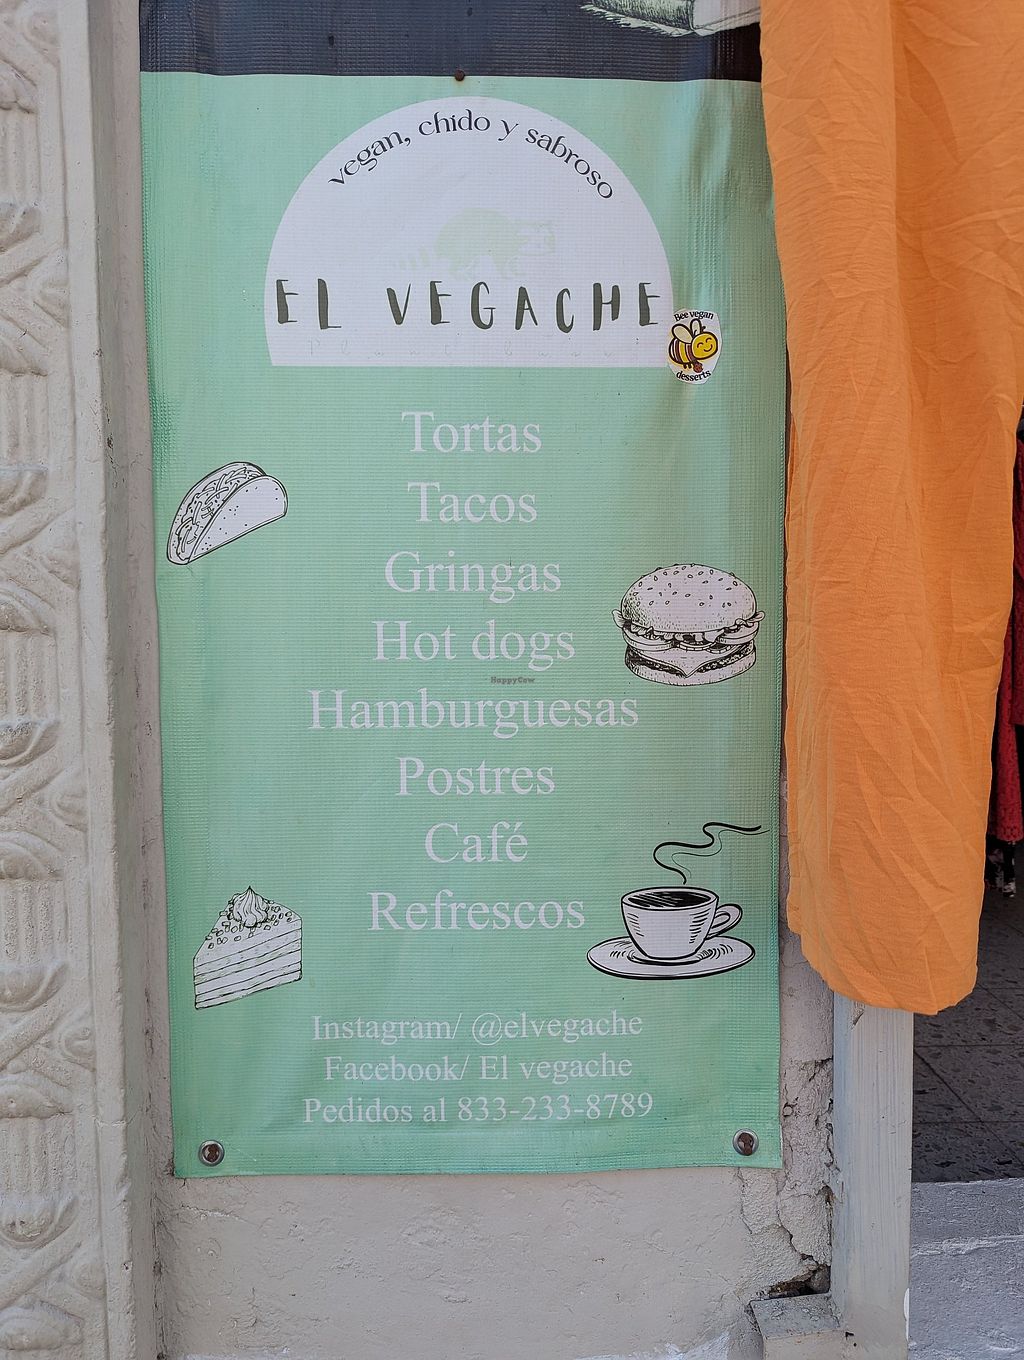 vegan, chido y sabroso
EL VEGACHE
Bee vegan
desserts
Tortas
Tacos
Gringas
Hot dogs
HappyCow
Hamburguesas
Postres
Café
Refrescos
Instagram/ @elvegache
Facebook/ El vegache
Pedidos al 833-233-8789